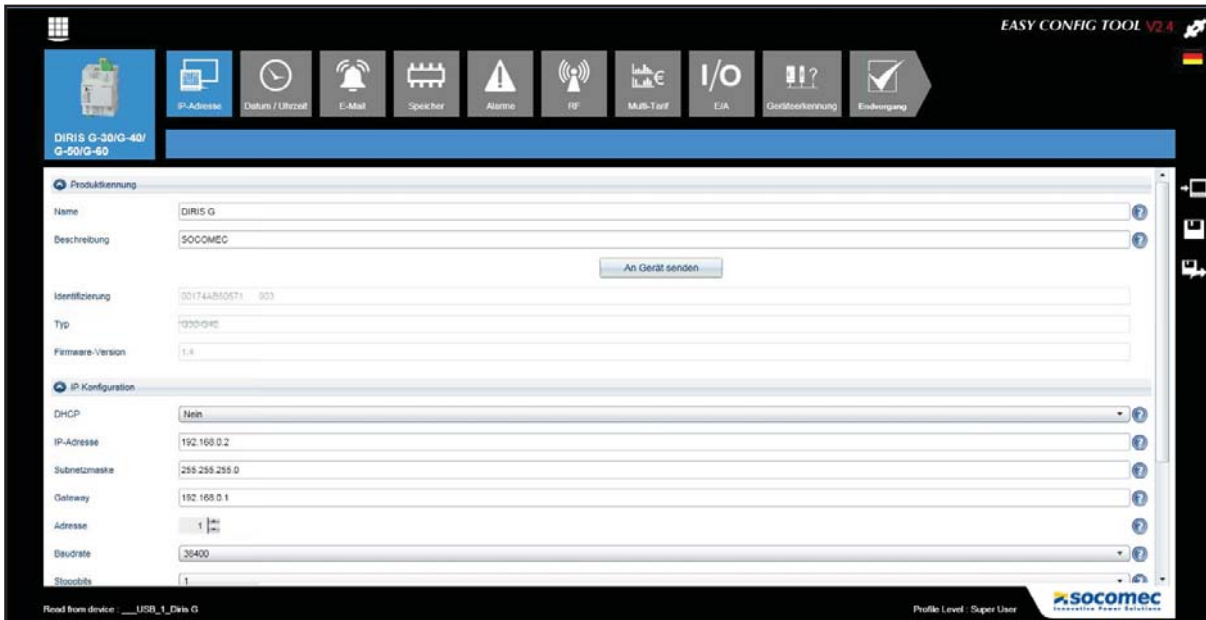 EASY CONFIG TOOL V2.4
IP-Adresse
Datum / Uhrzeit
E-Mail
Speicher
Alarme
RF
Multi-Tarif
I/O
E/A
Geräteerkennung
Endvorgang
DIRIS G-30/G-40/
G-50/G-60
Produktkennung
Name DIRIS G
Beschreibung SOCOMEC
An Gerät senden
Identifizierung
Typ
Firmware-Version 1.4
IP Konfiguration
DHCP Nein
IP-Adresse 192.168.0.2
Subnetzmaske 255.255.255.0
Gateway 192.168.0.1
Adresse 1
Baudrate 38400
Stoppbits 1
Read from device : ___USB_1_Diris G
Profile Level : Super User
socomec
Innovative Power Solutions